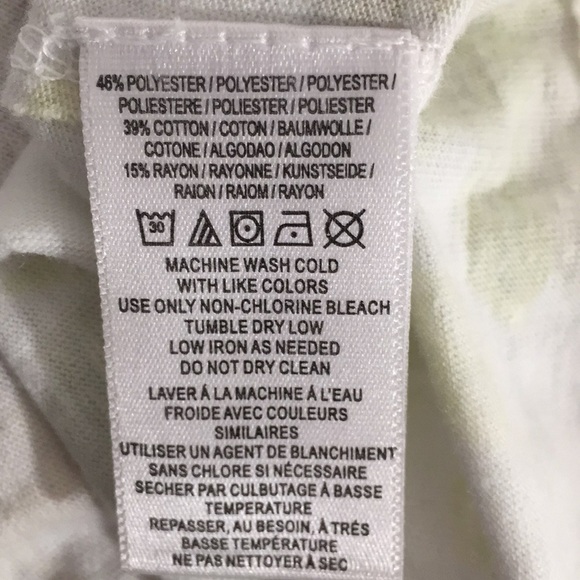 46% POLYESTER / POLYESTER / POLYESTER /
POLIESTERE / POLIESTER / POLIESTER
39% COTTON / COTON / BAUMWOLLE /
COTONE / ALGODAO / ALGODON
15% RAYON / RAYONNE / KUNSTSEIDE /
RAION / RAIOM / RAYON
30
MACHINE WASH COLD
WITH LIKE COLORS
USE ONLY NON-CHLORINE BLEACH
TUMBLE DRY LOW
LOW IRON AS NEEDED
DO NOT DRY CLEAN
LAVER Á LA MACHINE Á L'EAU
FROIDE AVEC COULEURS
SIMILAIRES
UTILISER UN AGENT DE BLANCHIMENT
SANS CHLORE SI NÉCESSAIRE
SECHER PAR CULBUTAGE Á BASSE
TEMPERATURE
REPASSER, AU BESOIN, Á TRÉS
BASSE TEMPÉRATURE
NE PAS NETTOYER Á SEC